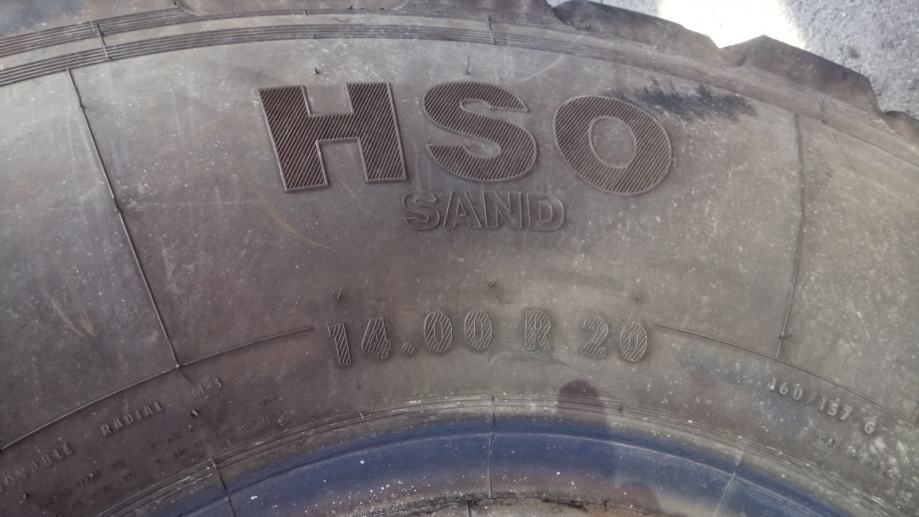 HSO
SAND
14.00 R 20
RADIAL M-S
160/157 G